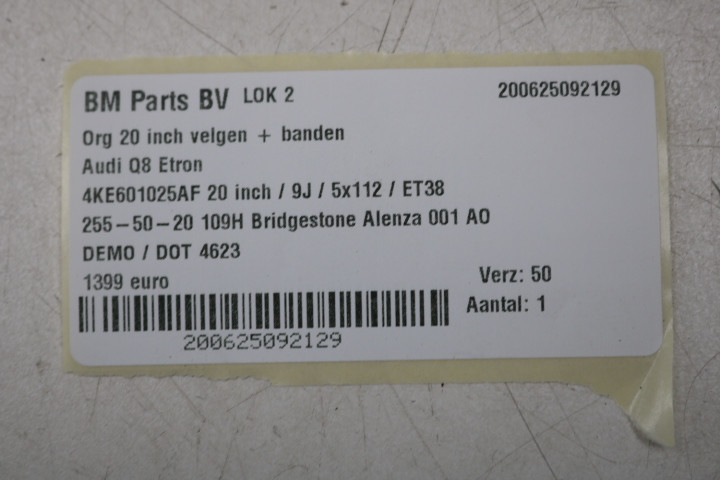 BM Parts BV LOK 2 200625092129
Org 20 inch velgen + banden
Audi Q8 Etron
4KE601025AF 20 inch / 9J / 5x112 / ET38
255-50-20 109H Bridgestone Alenza 001 AO
DEMO / DOT 4623
1399 euro Verz: 50
Aantal: 1
200625092129